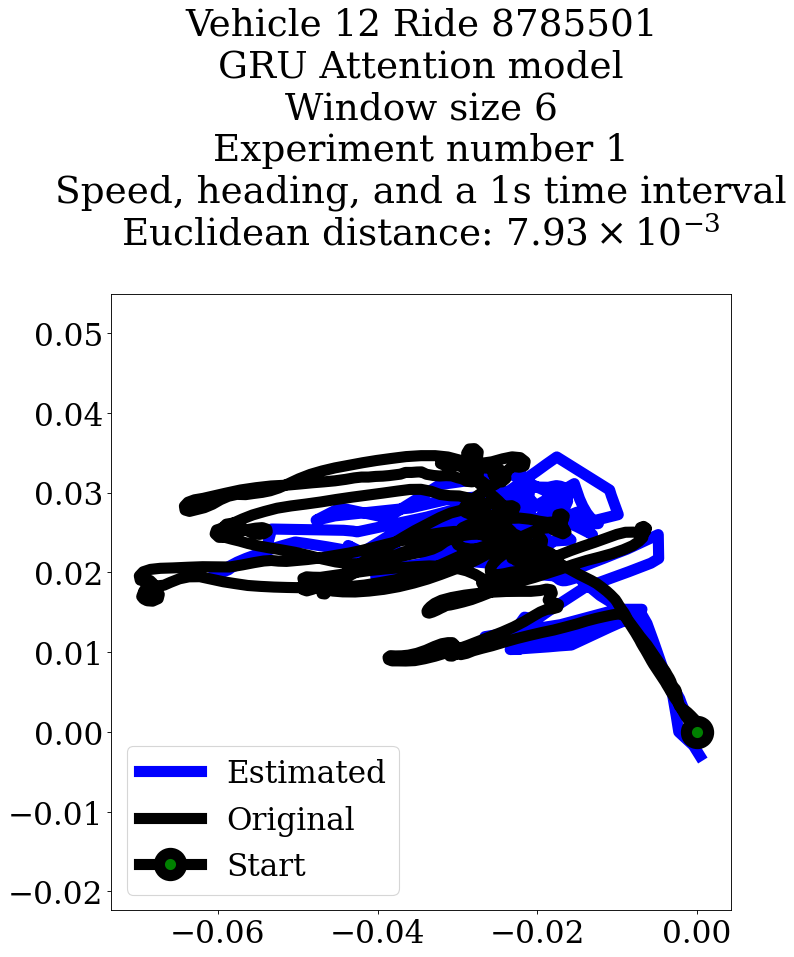 Vehicle 12 Ride 8785501
GRU Attention model
Window size 6
Experiment number 1
Speed, heading, and a 1s time interval
Euclidean distance: 7.93 × 10⁻³
0.05
0.04
0.03
0.02
0.01
0.00
−0.01
−0.02
Estimated
Original
Start
−0.06 −0.04 −0.02 0.00